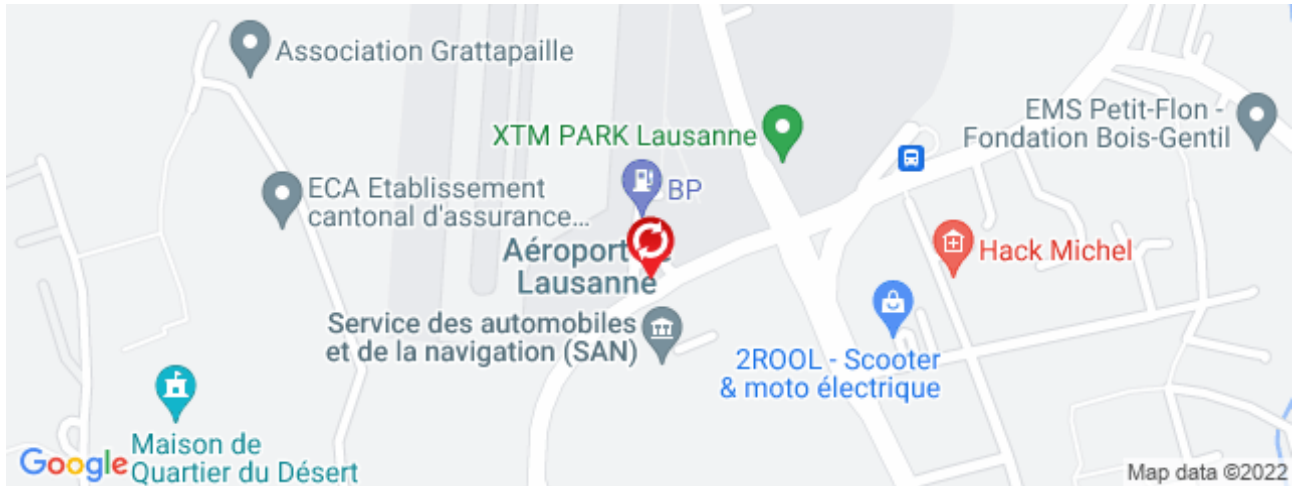 Association Grattapaille
XTM PARK Lausanne
EMS Petit-Flon -
Fondation Bois-Gentil
ECA Etablissement
cantonal d'assurance...
BP
Aéroport
Lausanne
Hack Michel
Service des automobiles
et de la navigation (SAN)
2ROOL - Scooter
& moto électrique
Maison de
Quartier du Désert
Google
Map data ©2022